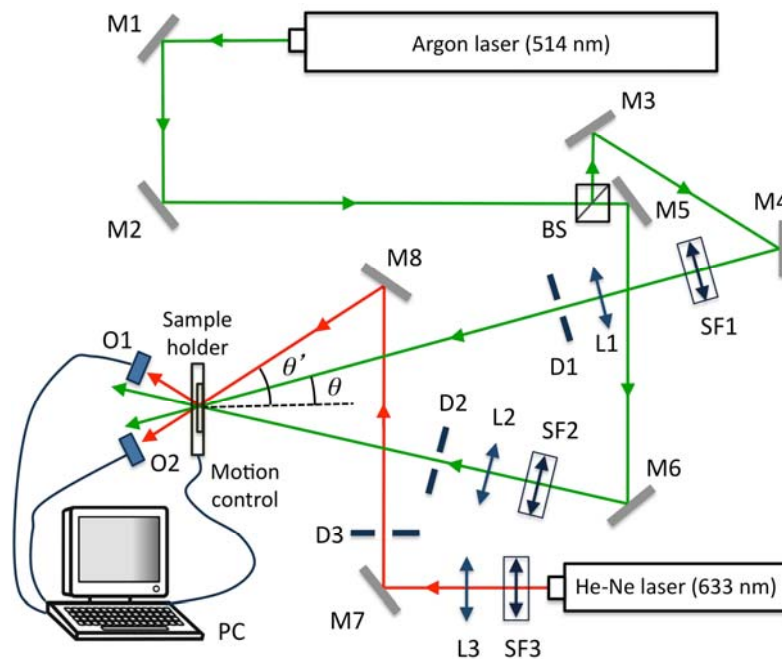 M1
Argon laser (514 nm)
M3
M2
BS
M5
M4
M8
SF1
Sample
holder
O1
θ'
θ
D1
L1
D2
L2
SF2
O2
Motion
control
M6
D3
He-Ne laser (633 nm)
PC
M7
L3
SF3